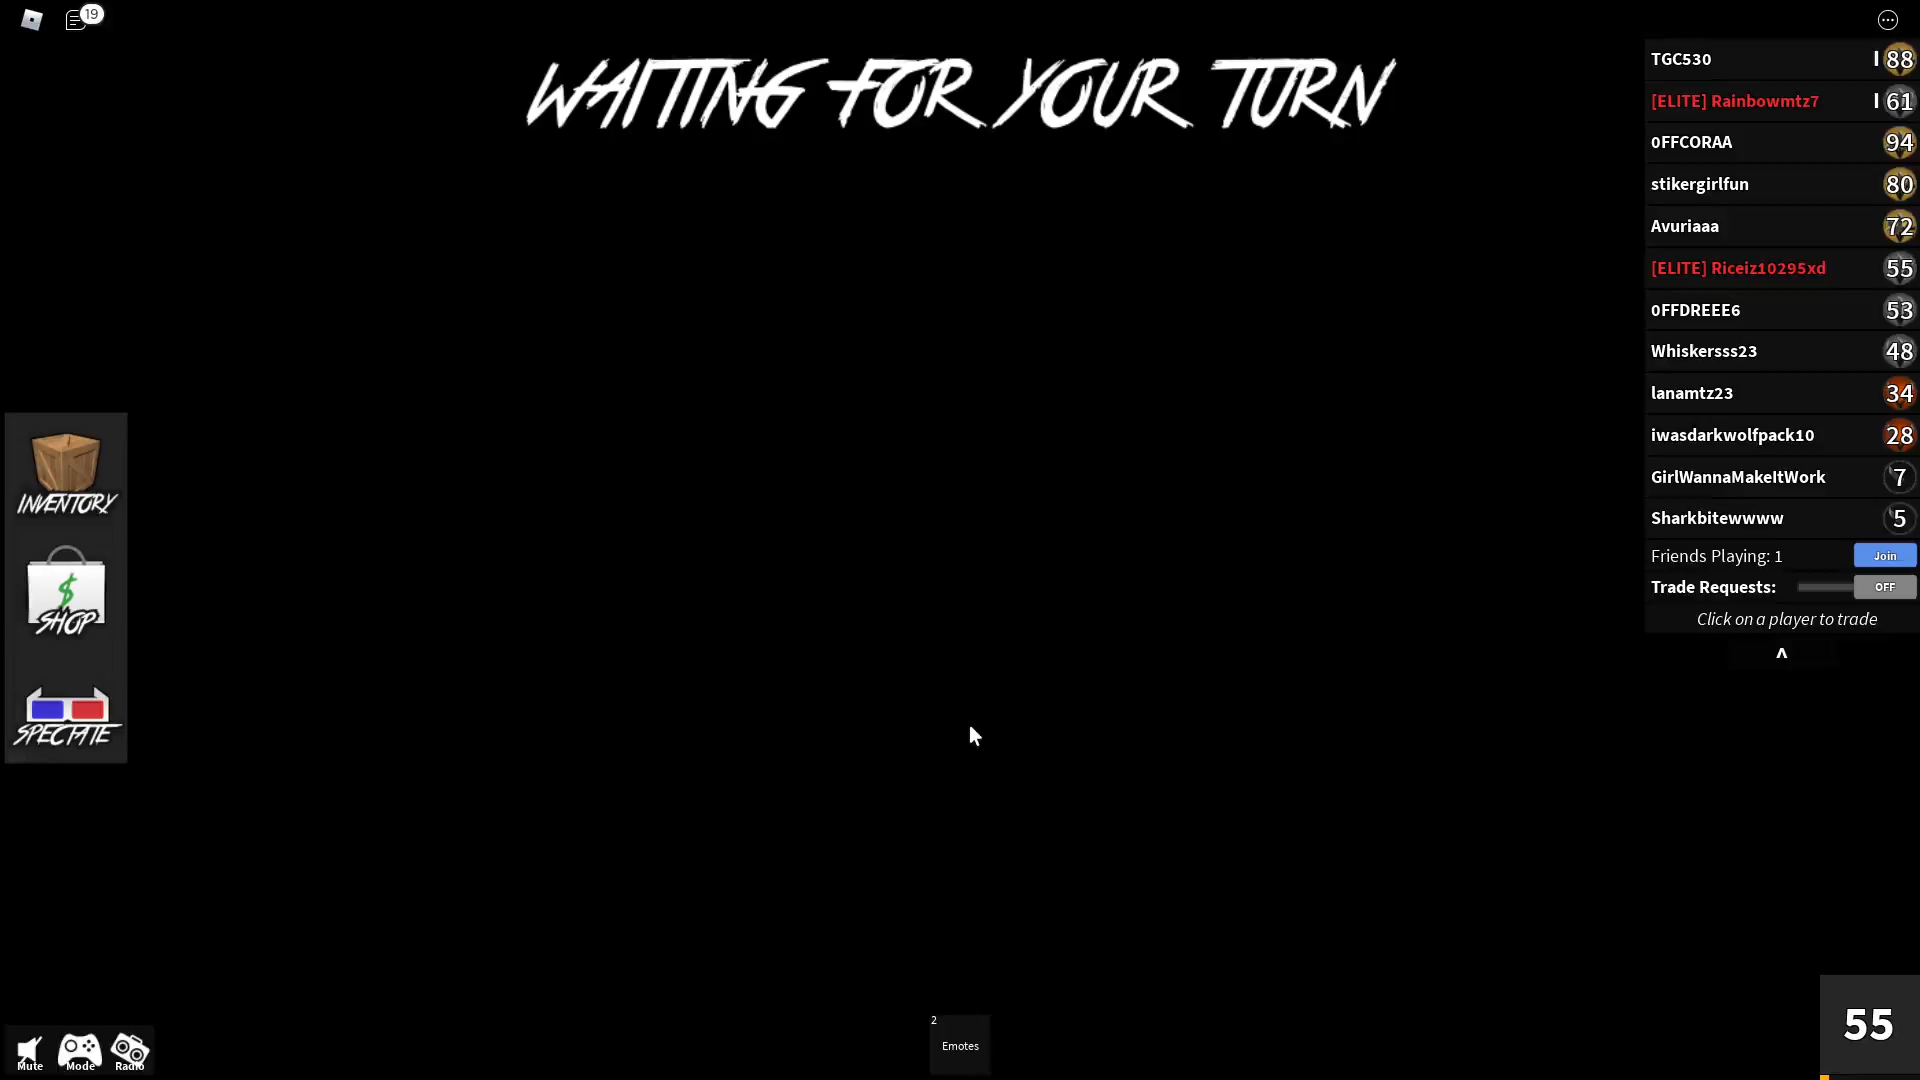 19
WAITING FOR YOUR TURN
TGC530 I 88
[ELITE] Rainbowmtz7 I 61
0FFCORAA 94
stikergirlfun 80
Avuriaaa 72
[ELITE] Riceiz10295xd 55
0FFDREEE6 53
Whiskersss23 48
lanamtz23 34
iwasdarkwolfpack10 28
GirlWannaMakeItWork 7
Sharkbitewwww 5
Friends Playing: 1 Join
Trade Requests: OFF
Click on a player to trade
^
INVENTORY
$
SHOP
SPECTATE
Mute Mode Radio
2
Emotes
55